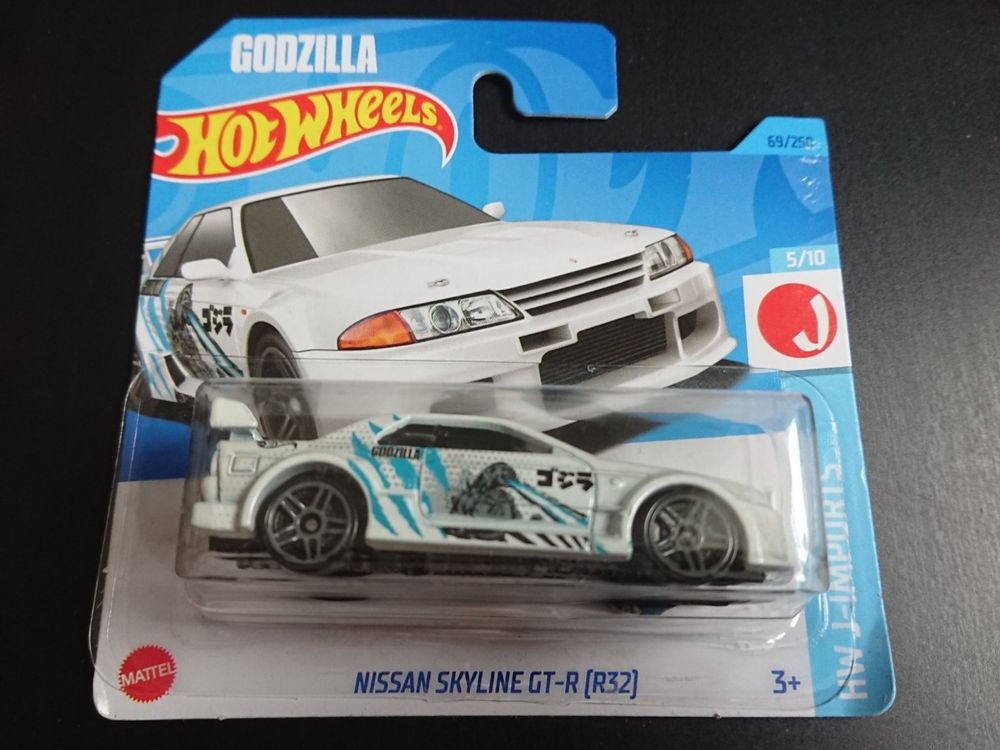 GODZILLA
HOT WHEELS
69/250
5/10
J
ゴジラ
GODZILLA
ゴジラ
HW J-IMPORTS
MATTEL
NISSAN SKYLINE GT-R (R32)
3+